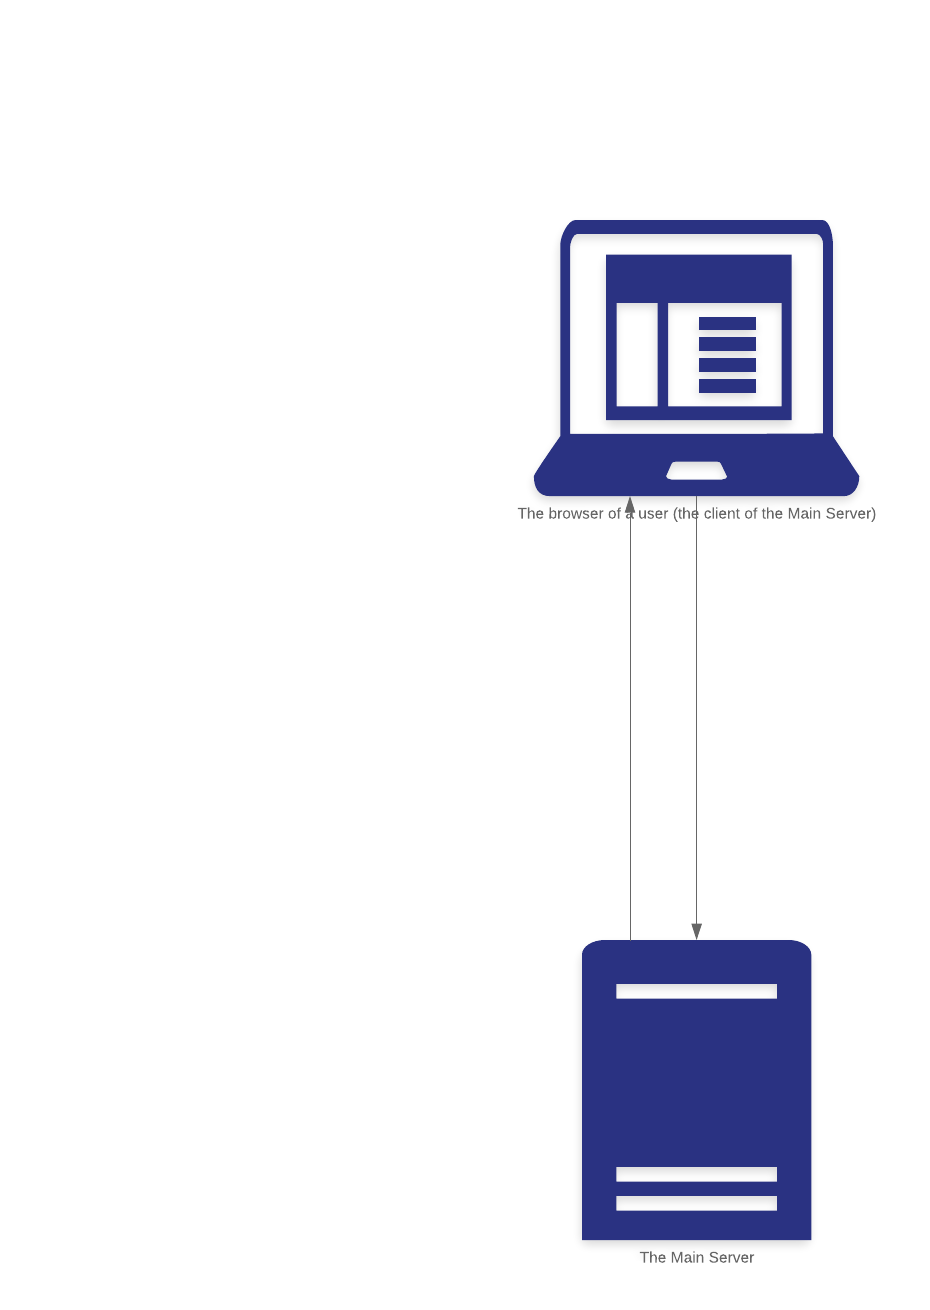 The browser of a user (the client of the Main Server)
The Main Server